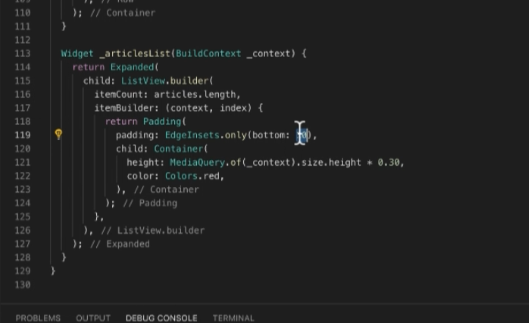 110 ); // Container
111 }
112
113 Widget _articlesList(BuildContext _context) {
114 return Expanded(
115 child: ListView.builder(
116 itemCount: articles.length,
117 itemBuilder: (context, index) {
118 return Padding(
119 padding: EdgeInsets.only(bottom: ),
120 child: Container(
121 height: MediaQuery.of(_context).size.height * 0.30,
122 color: Colors.red,
123 ), // Container
124 ); // Padding
125 },
126 ), // ListView.builder
127 ); // Expanded
128 }
129 }
130
PROBLEMS OUTPUT DEBUG CONSOLE TERMINAL